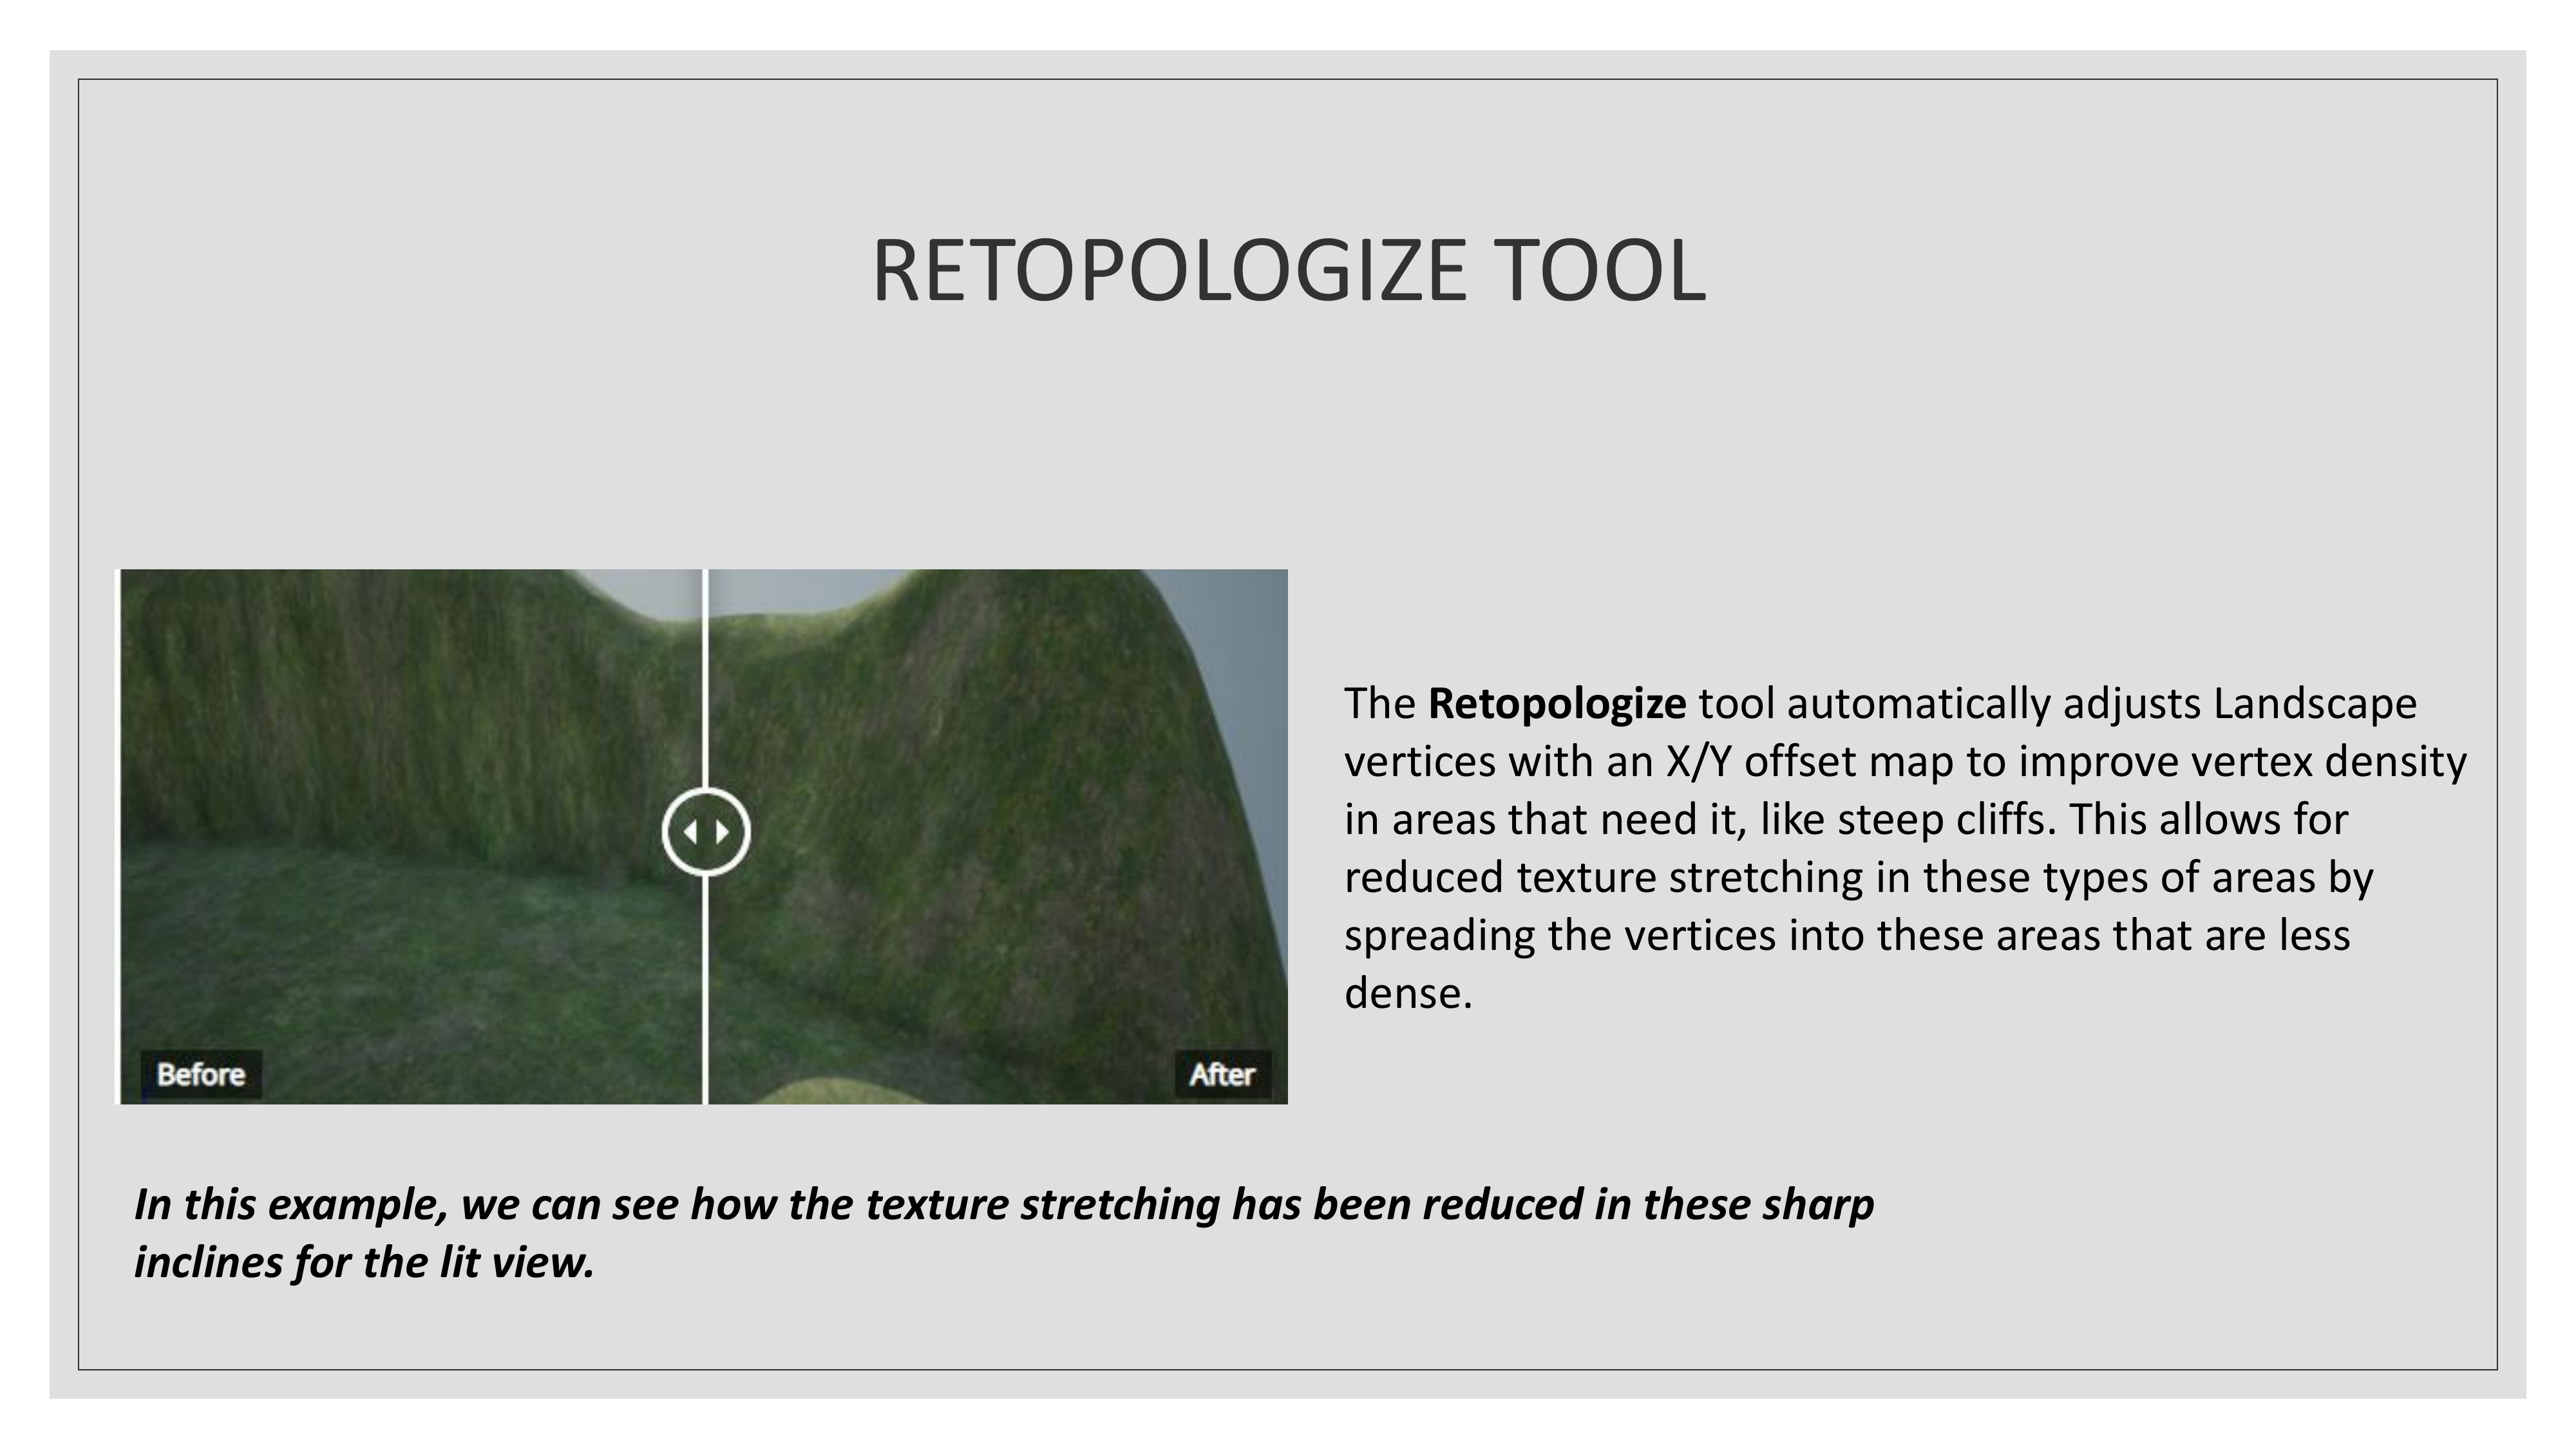 RETOPOLOGIZE TOOL
The Retopologize tool automatically adjusts Landscape
vertices with an X/Y offset map to improve vertex density
in areas that need it, like steep cliffs. This allows for
reduced texture stretching in these types of areas by
spreading the vertices into these areas that are less
dense.
Before
After
In this example, we can see how the texture stretching has been reduced in these sharp
inclines for the lit view.